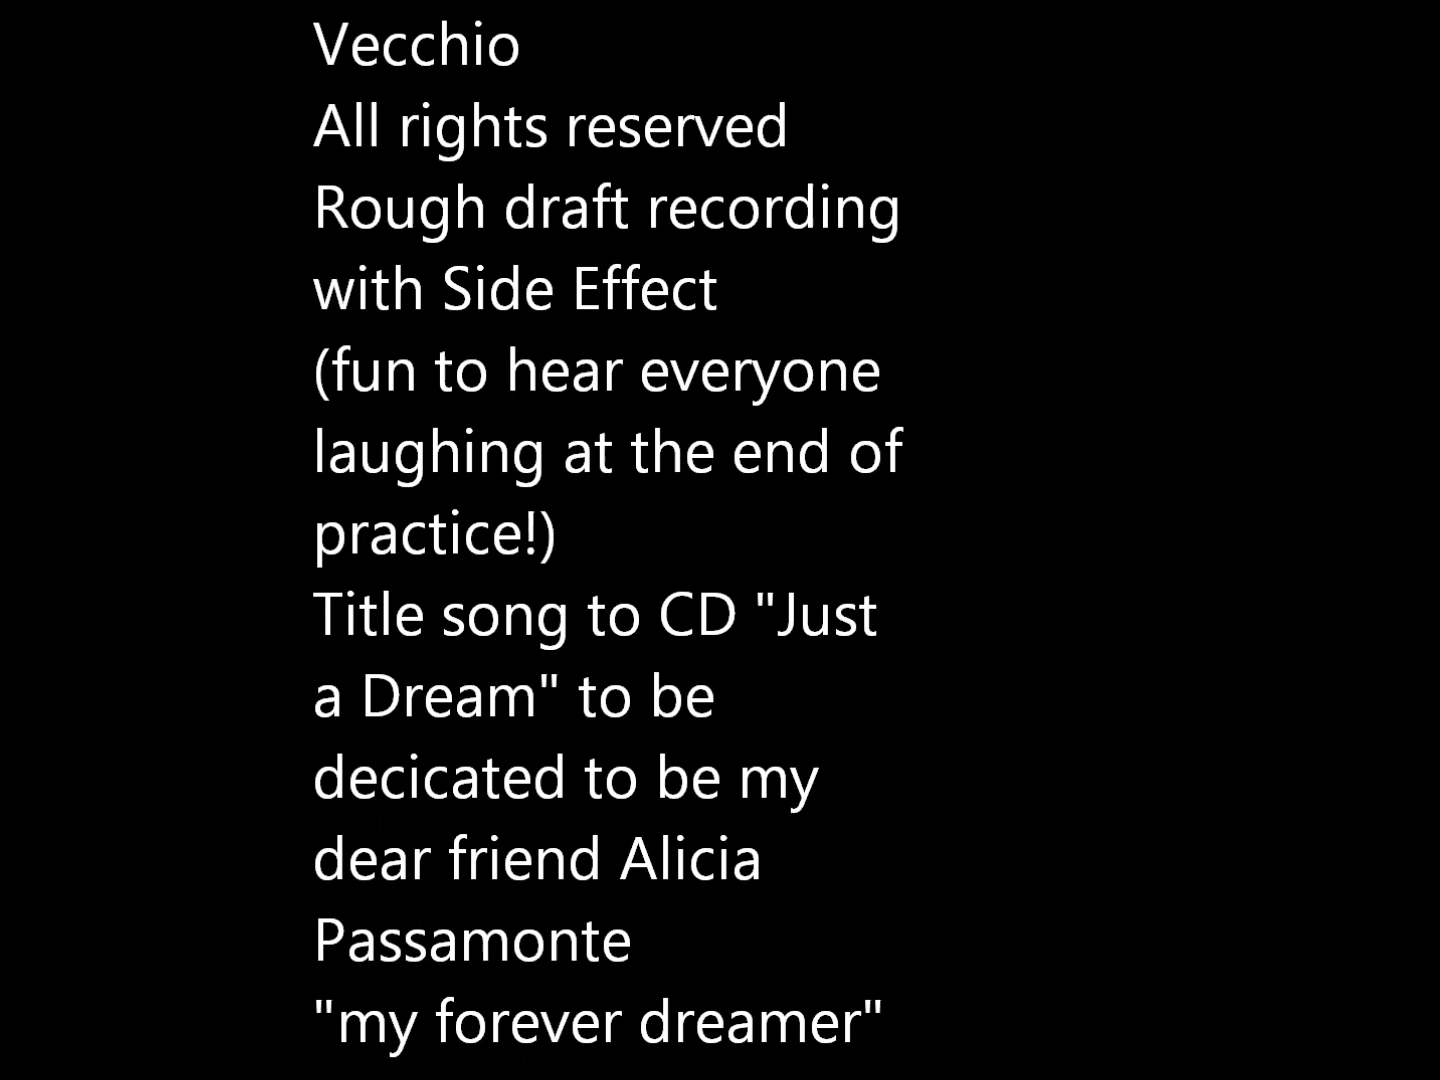 Vecchio
All rights reserved
Rough draft recording
with Side Effect
(fun to hear everyone
laughing at the end of
practice!)
Title song to CD "Just
a Dream" to be
decicated to be my
dear friend Alicia
Passamonte
"my forever dreamer"